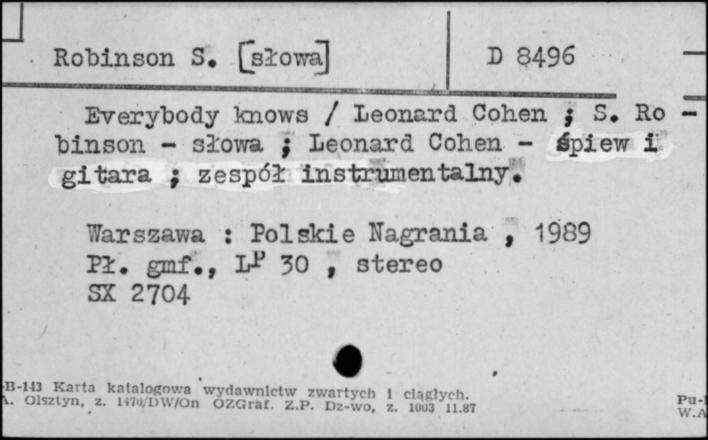 Robinson S. [słowa] D 8496
Everybody knows / Leonard Cohen ; S. Ro -
binson - słowa ; Leonard Cohen - śpiew i
gitara ; zespół instrumentalny.
Warszawa : Polskie Nagrania , 1989
Pł. gmf., LP 30 , stereo
SX 2704
-B-143 Karta katalogowa wydawnictw zwartych i ciągłych.
A. Olsztyn, z. 1470/DW/On OZGraf. Z.P. Dz-wo, z. 1003 11.87
Pu-
W.A